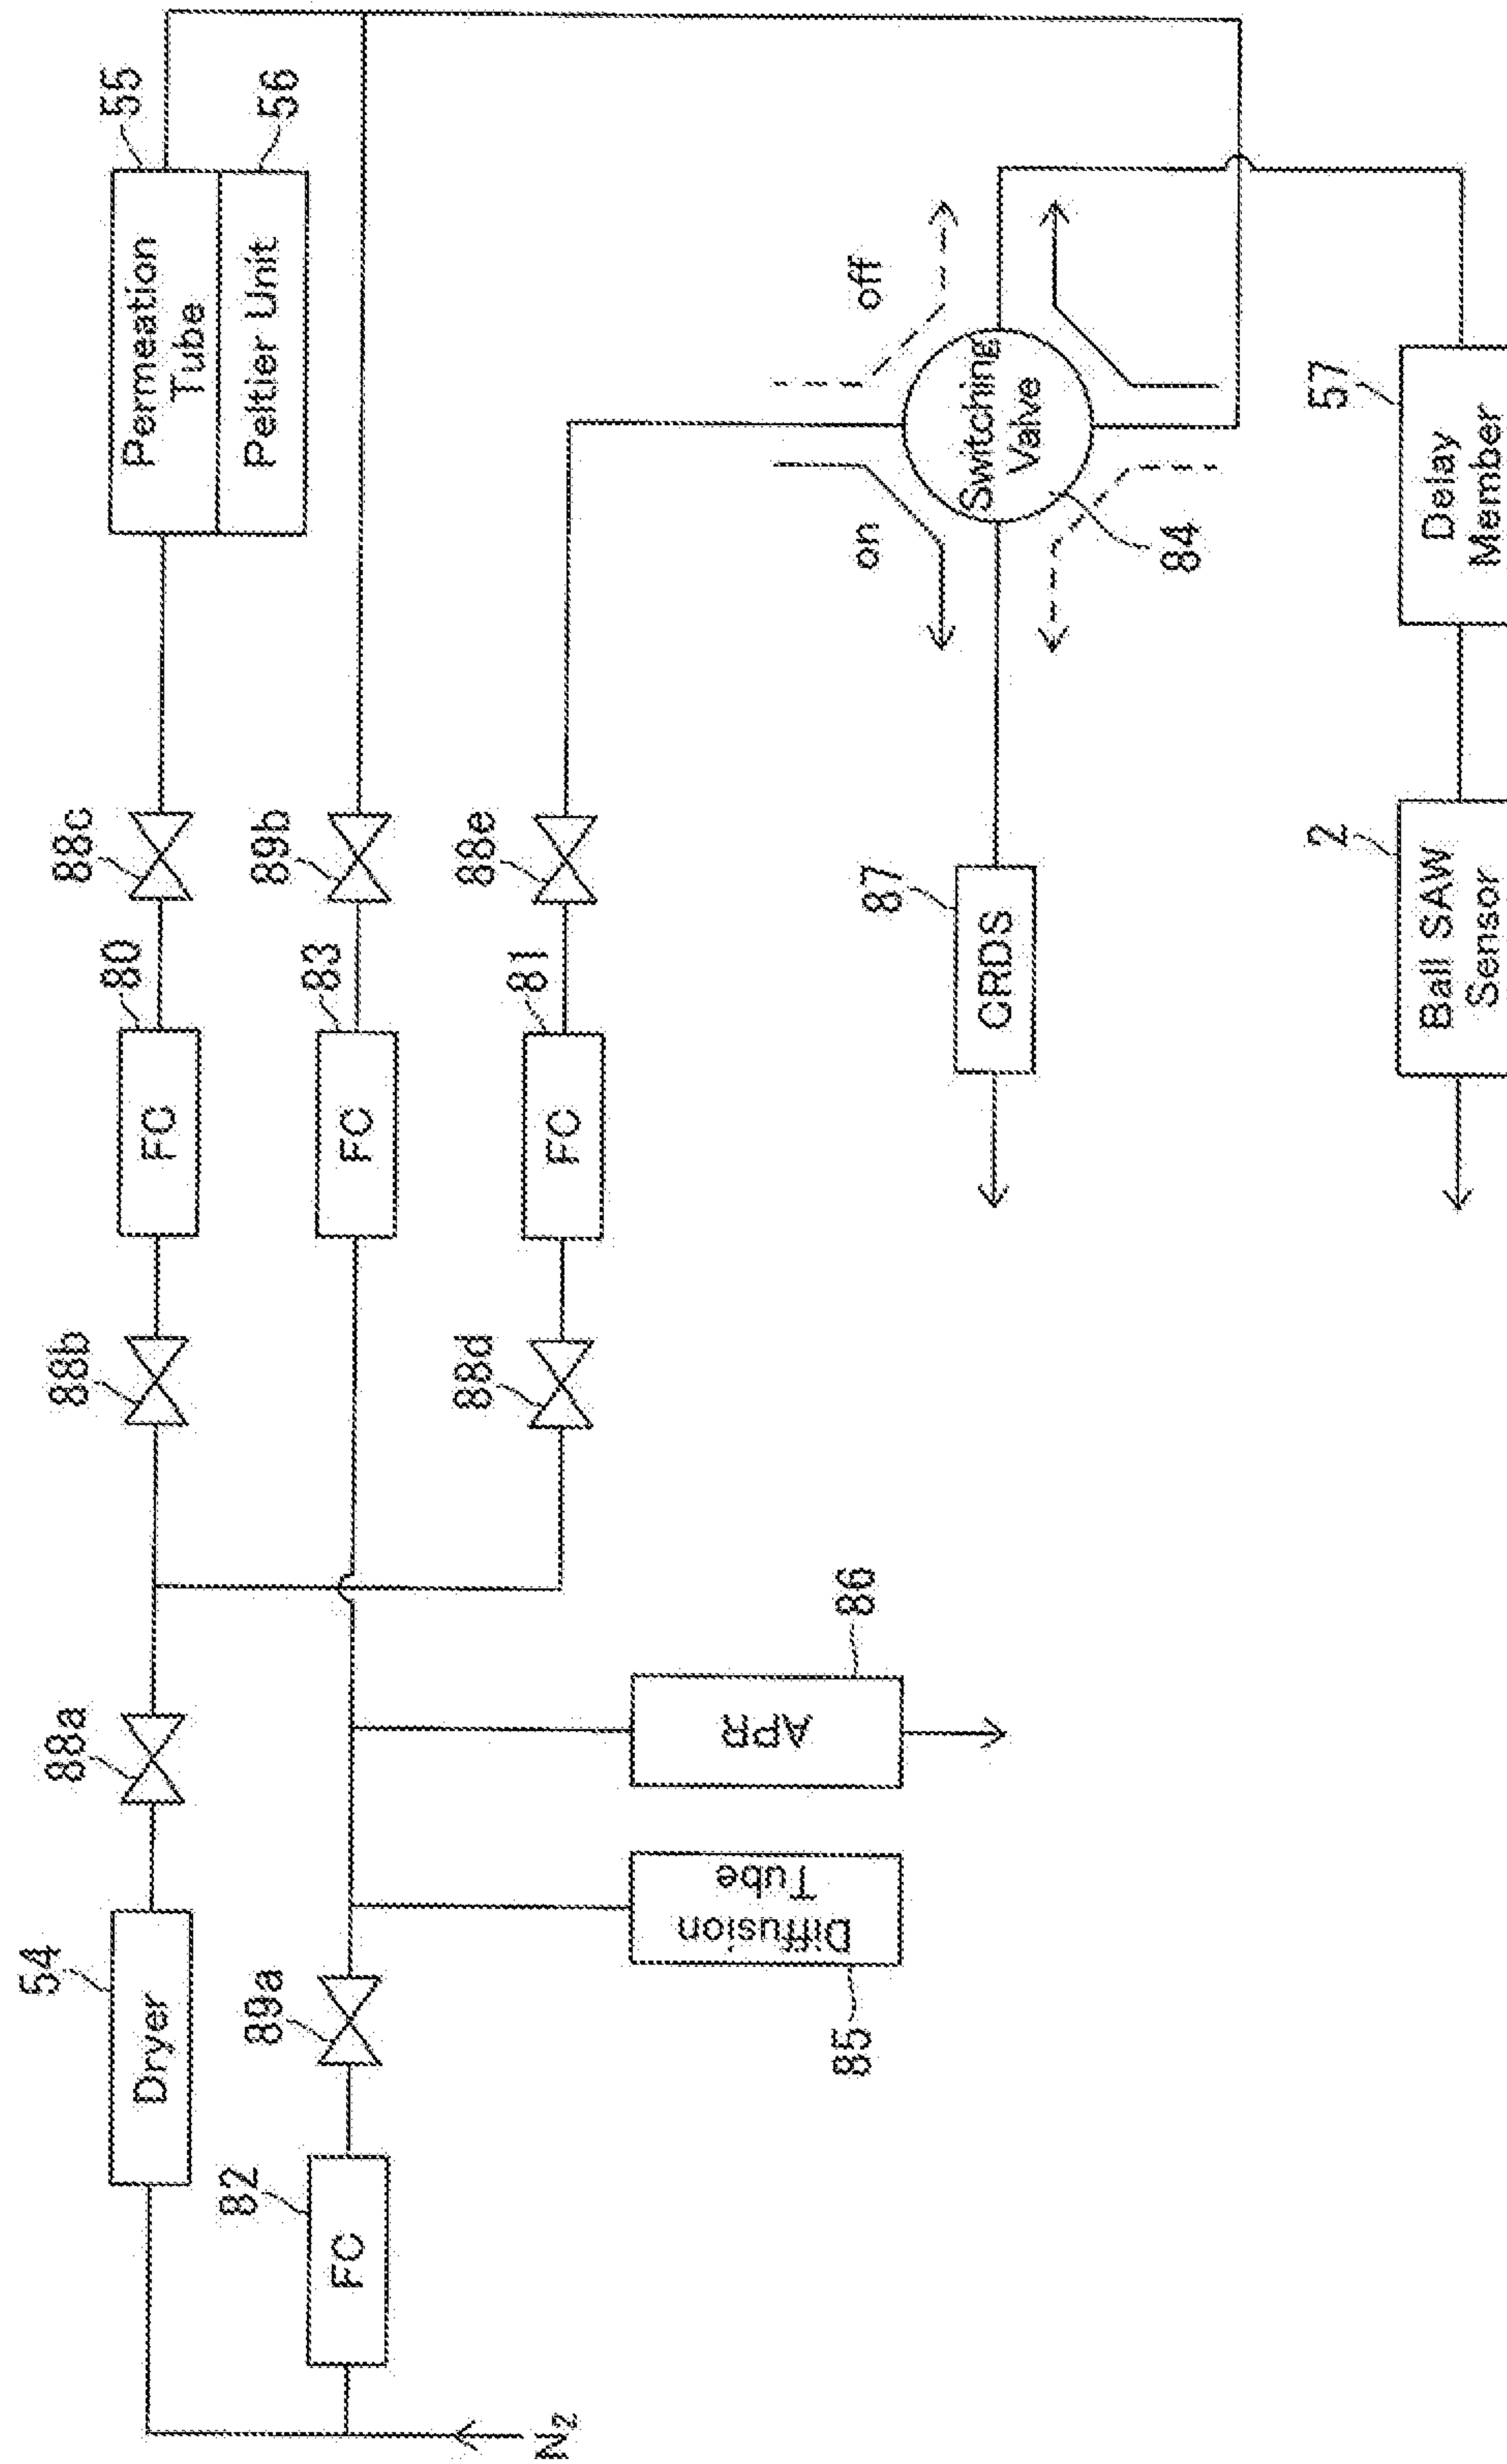 55
Permeation
Tube
56
Peltier Unit
88c
80
FC
88b
88a
54
Dryer
89b
83
FC
89a
82
FC
N₂
88e
81
FC
88d
86
APR
Diffusion
Tube
85
off
on
Switching
Valve
84
87
CRDS
57
Delay
Member
2
Ball SAW
Sensor